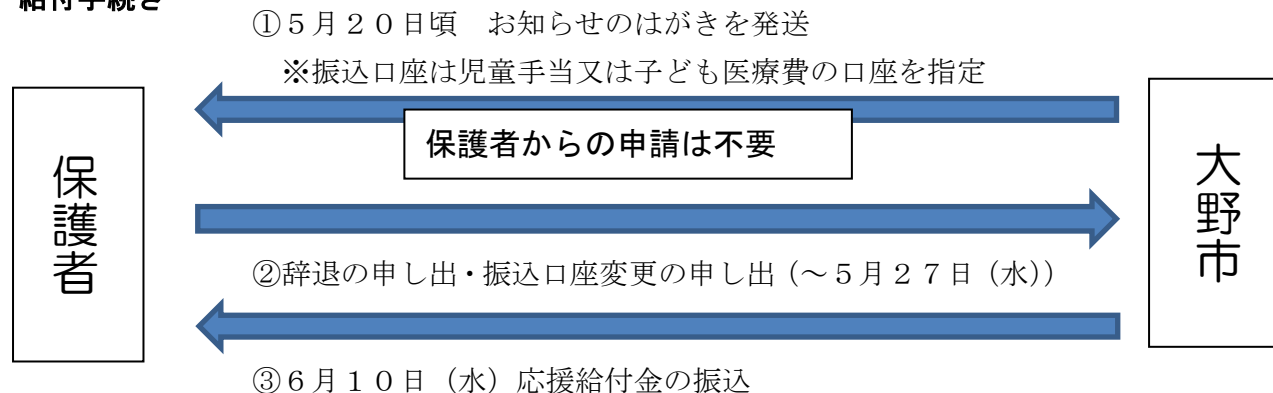 給付手続き
①５月２０日頃　お知らせのはがきを発送
※振込口座は児童手当又は子ども医療費の口座を指定
保護者からの申請は不要
保護者
大野市
②辞退の申し出・振込口座変更の申し出（～５月２７日（水））
③６月１０日（水）応援給付金の振込